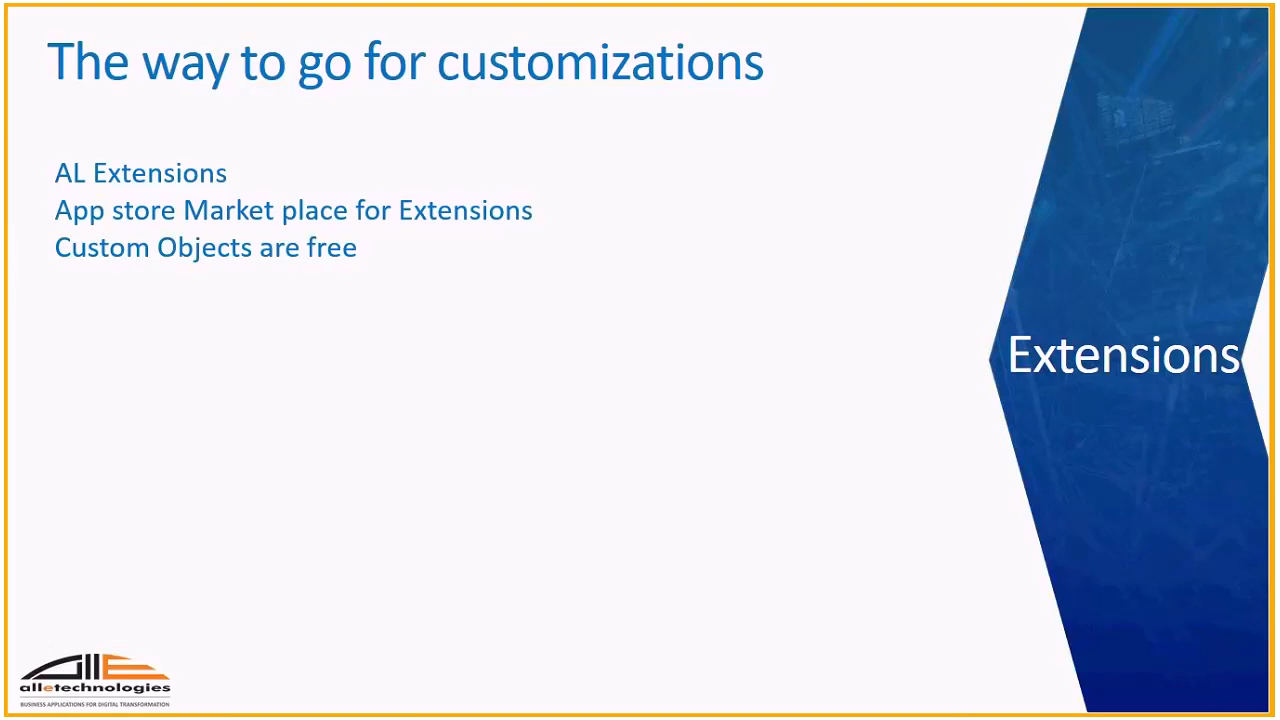 The way to go for customizations
AL Extensions
App store Market place for Extensions
Custom Objects are free
Extensions
alletechnologies
BUSINESS APPLICATIONS FOR DIGITAL TRANSFORMATION